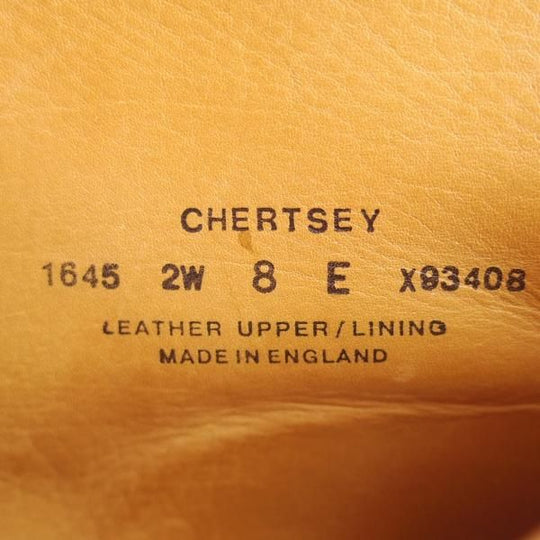 CHERTSEY
1645 2W 8 E X93408
LEATHER UPPER/LINING
MADE IN ENGLAND